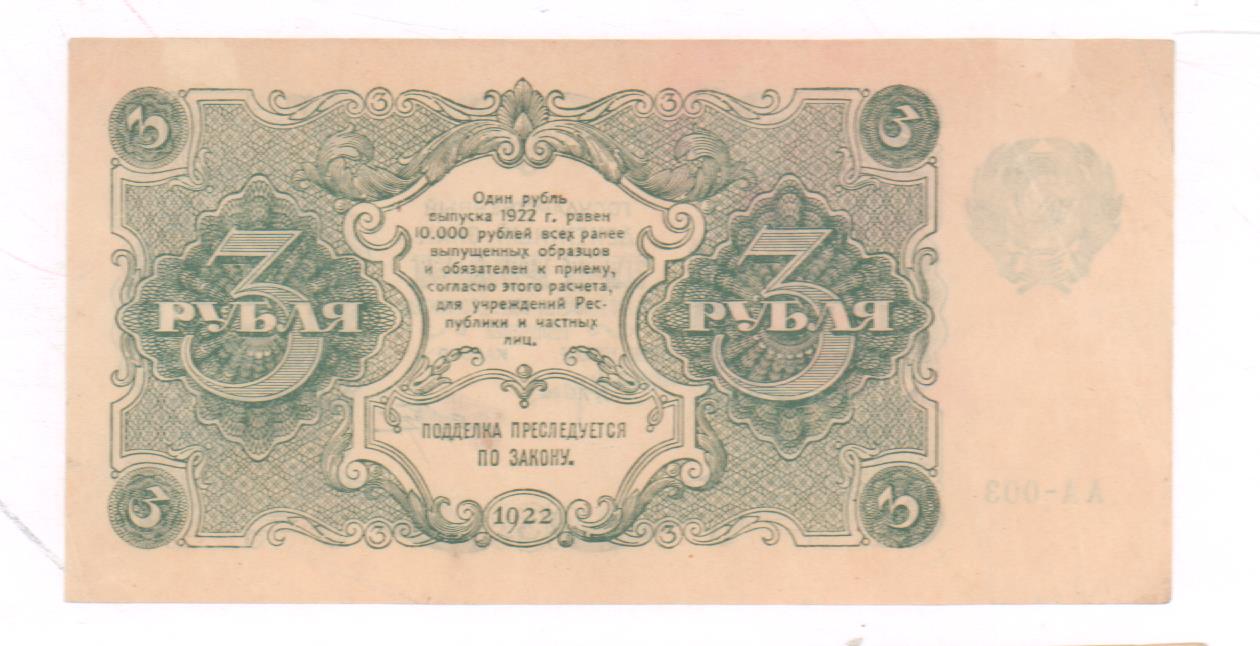 3 3 3 3
Один рубль
выпуска 1922 г. равен
10.000 рублей всех ранее
выпущенных образцов
и обязателен к приему,
согласно этого расчета,
для учреждений Рес-
публики и частных
лиц.
3 РУБЛЯ 3 РУБЛЯ
ПОДДЕЛКА ПРЕСЛЕДУЕТСЯ
ПО ЗАКОНУ.
АА-003
3 1922 3
3 3